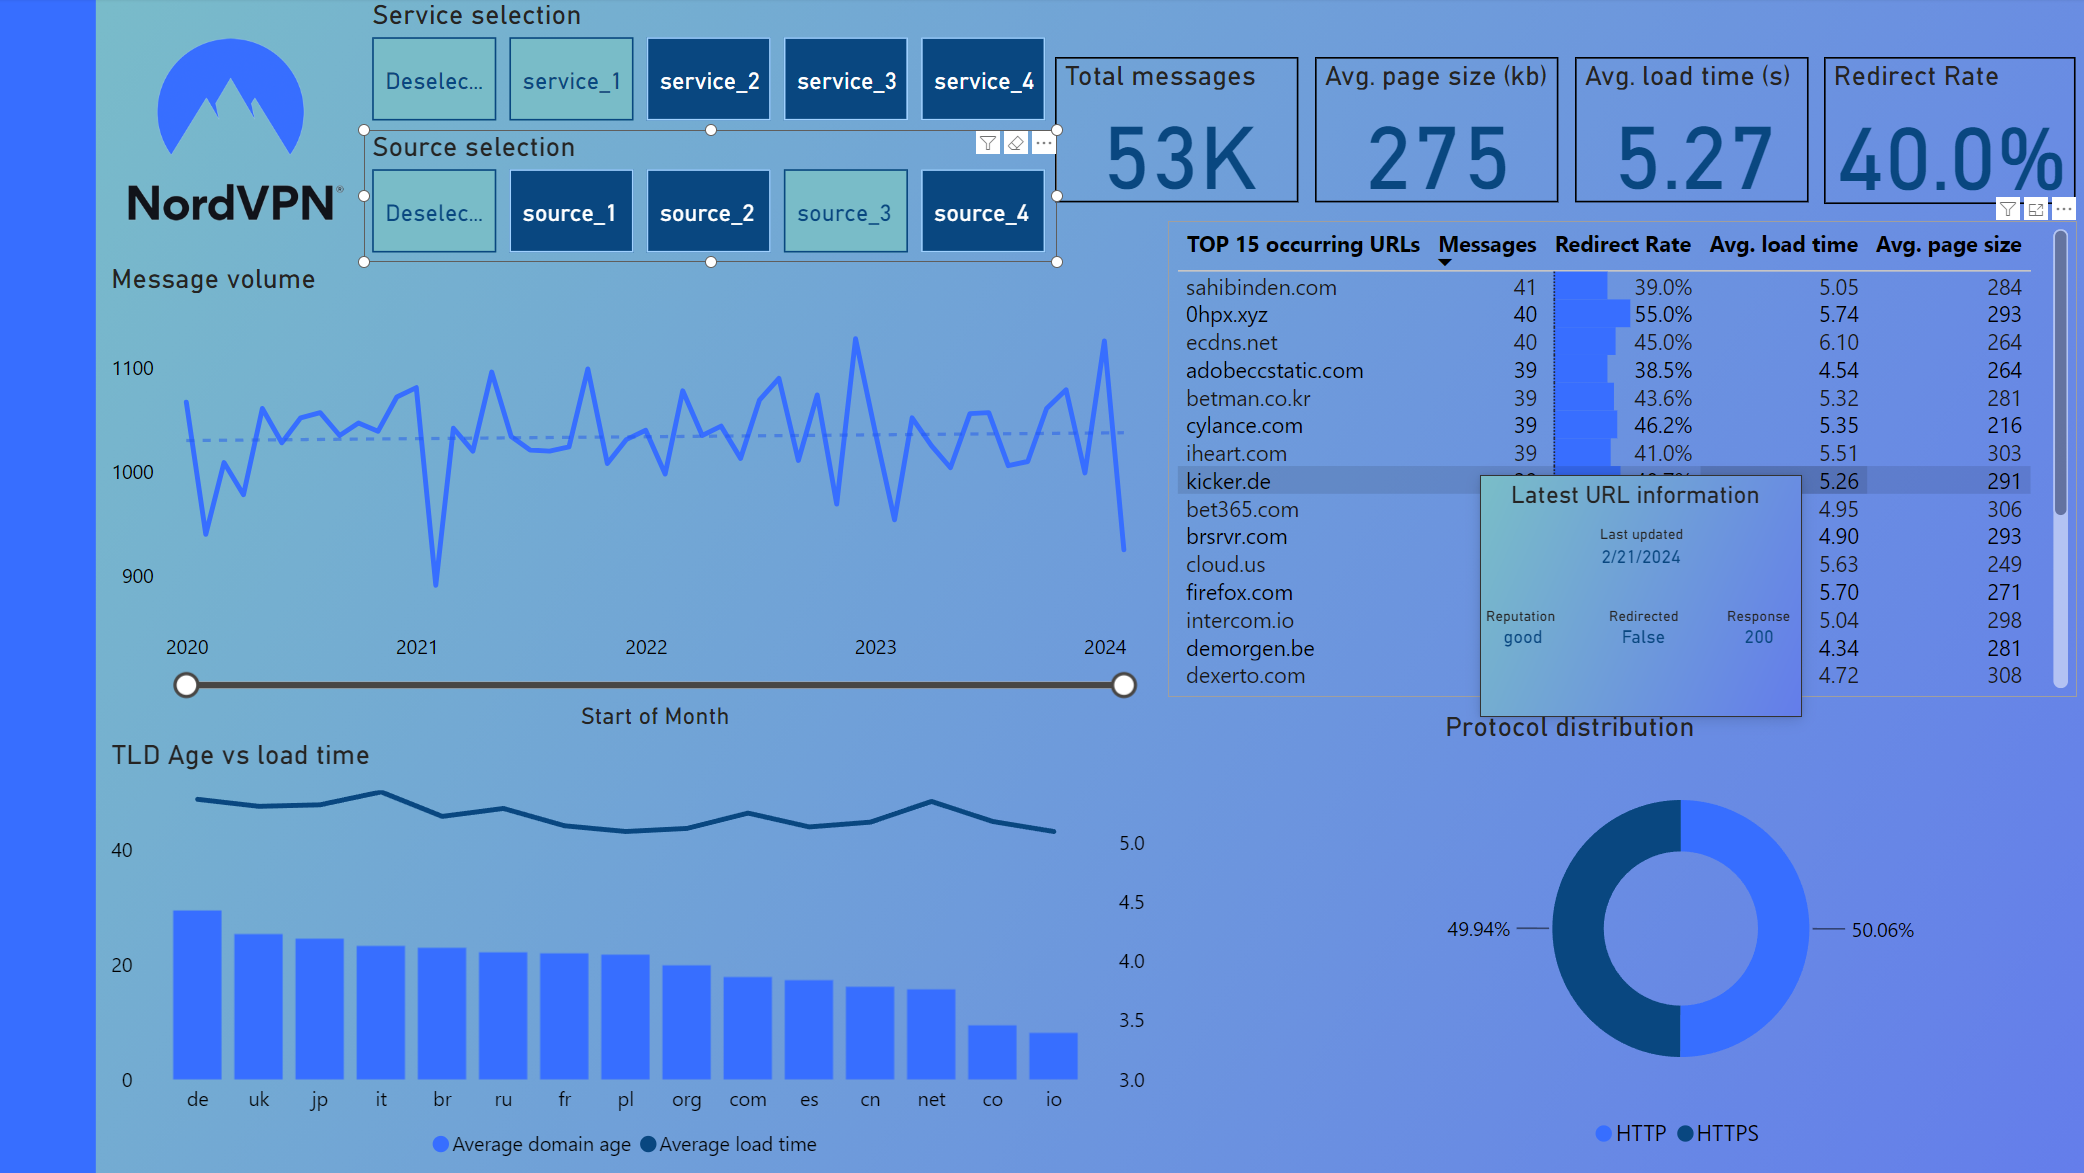 Service selection
Deselec...
service_1
service_2
service_3
service_4
Source selection
Deselec...
source_1
source_2
source_3
source_4
NordVPN®
Total messages
53K
Avg. page size (kb)
275
Avg. load time (s)
5.27
Redirect Rate
40.0%
Message volume
1100
1000
900
2020 2021 2022 2023 2024
Start of Month
TOP 15 occurring URLs Messages Redirect Rate Avg. load time Avg. page size
sahibinden.com 41 39.0% 5.05 284
0hpx.xyz 40 55.0% 5.74 293
ecdns.net 40 45.0% 6.10 264
adobeccstatic.com 39 38.5% 4.54 264
betman.co.kr 39 43.6% 5.32 281
cylance.com 39 46.2% 5.35 216
iheart.com 39 41.0% 5.51 303
kicker.de 5.26 291
bet365.com 4.95 306
brsrvr.com 4.90 293
cloud.us 5.63 249
firefox.com 5.70 271
intercom.io 5.04 298
demorgen.be 4.34 281
dexerto.com 4.72 308
Latest URL information
Last updated
2/21/2024
Reputation Redirected Response
good False 200
TLD Age vs load time
40
20
0
5.0
4.5
4.0
3.5
3.0
de uk jp it br ru fr pl org com es cn net co io
Average domain age Average load time
Protocol distribution
49.94%
50.06%
HTTP HTTPS